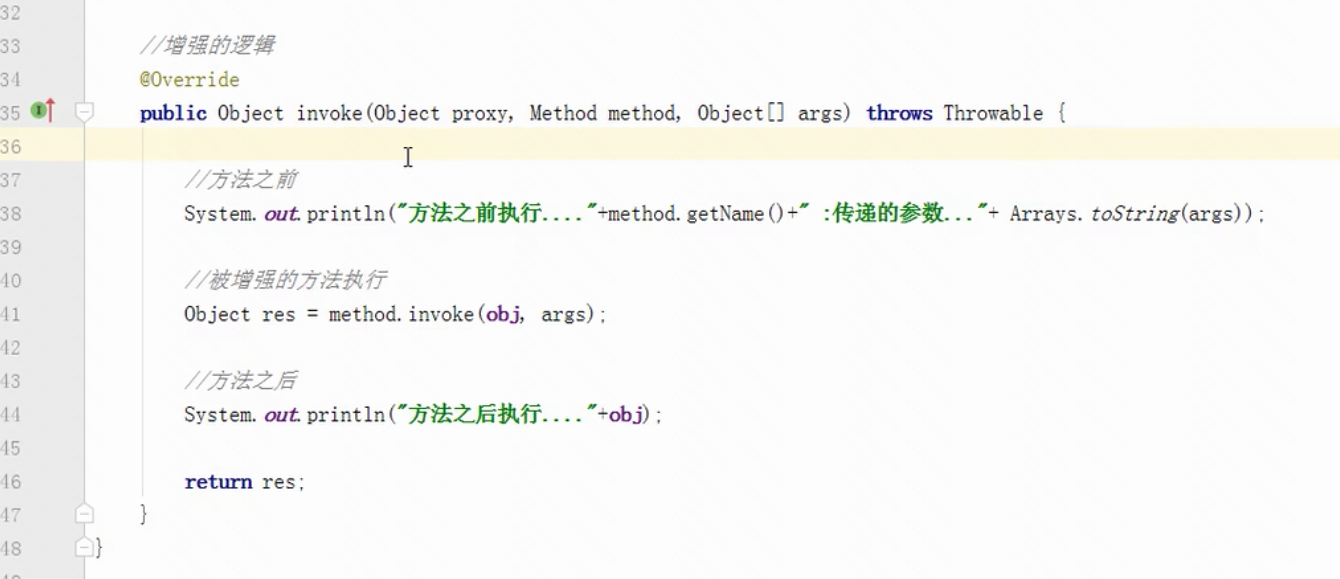 32
33 //增强的逻辑
34 @Override
35 public Object invoke(Object proxy, Method method, Object[] args) throws Throwable {
36
37 //方法之前
38 System.out.println("方法之前执行...."+method.getName()+" :传递的参数..."+ Arrays.toString(args));
39
40 //被增强的方法执行
41 Object res = method.invoke(obj, args);
42
43 //方法之后
44 System.out.println("方法之后执行...."+obj);
45
46 return res;
47 }
48 }